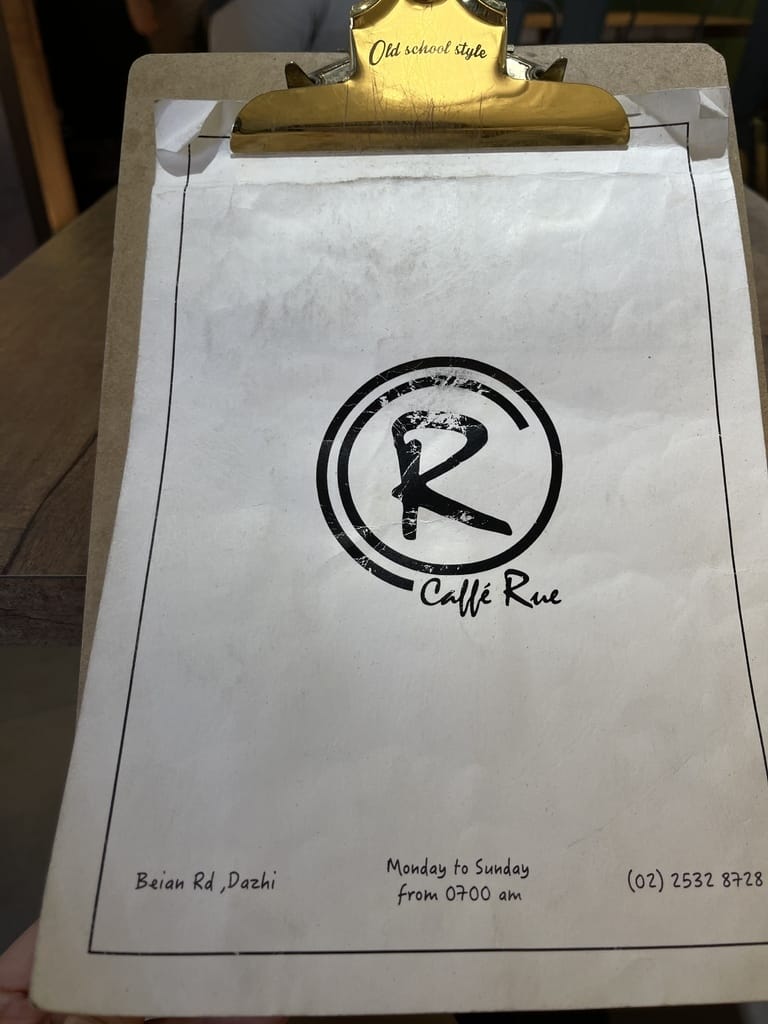 Old school style
R
Caffé Rue
Beian Rd ,Dazhi
Monday to Sunday
from 0700 am
(02) 2532 8728